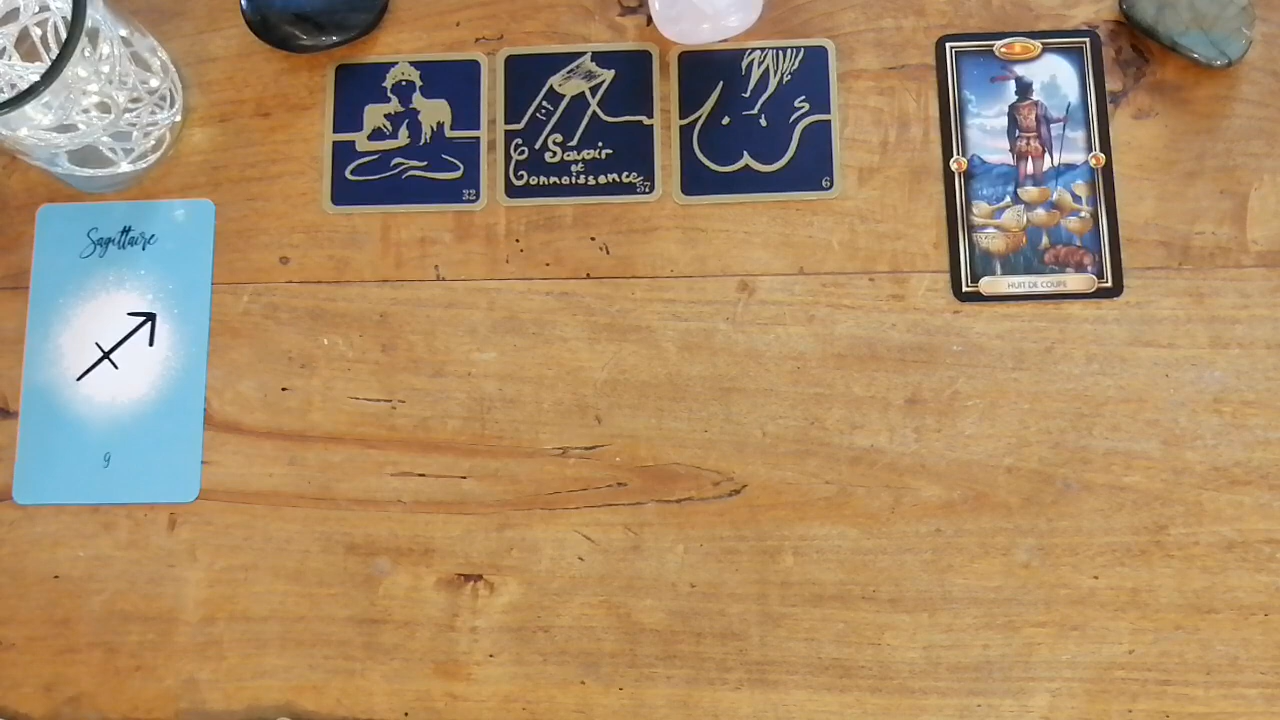 Sagittaire
9
32
Savoir
et
Connaissance
57
6
HUIT DE COUPE